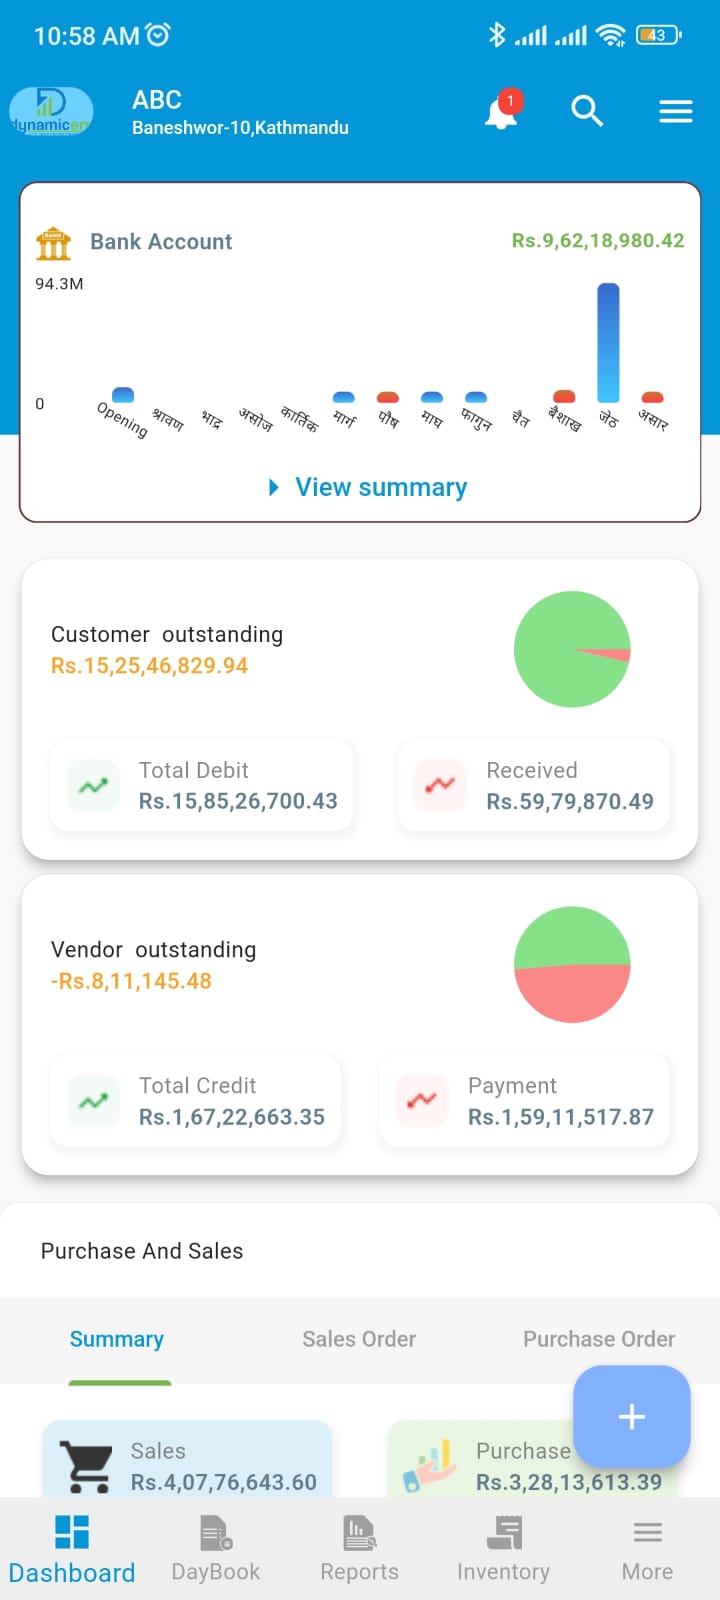 10:58 AM
43
dynamicerp
ABC
Baneshwor-10,Kathmandu
1
BANK
Bank Account
Rs.9,62,18,980.42
94.3M
0
Opening श्रावण भाद्र असोज कार्तिक मार्ग पौष माघ फागुन चैत बैशाख जेठ असार
View summary
Customer outstanding
Rs.15,25,46,829.94
Total Debit
Rs.15,85,26,700.43
Received
Rs.59,79,870.49
Vendor outstanding
-Rs.8,11,145.48
Total Credit
Rs.1,67,22,663.35
Payment
Rs.1,59,11,517.87
Purchase And Sales
Summary Sales Order Purchase Order
+
Sales
Rs.4,07,76,643.60
Purchase
Rs.3,28,13,613.39
Dashboard DayBook Reports Inventory More